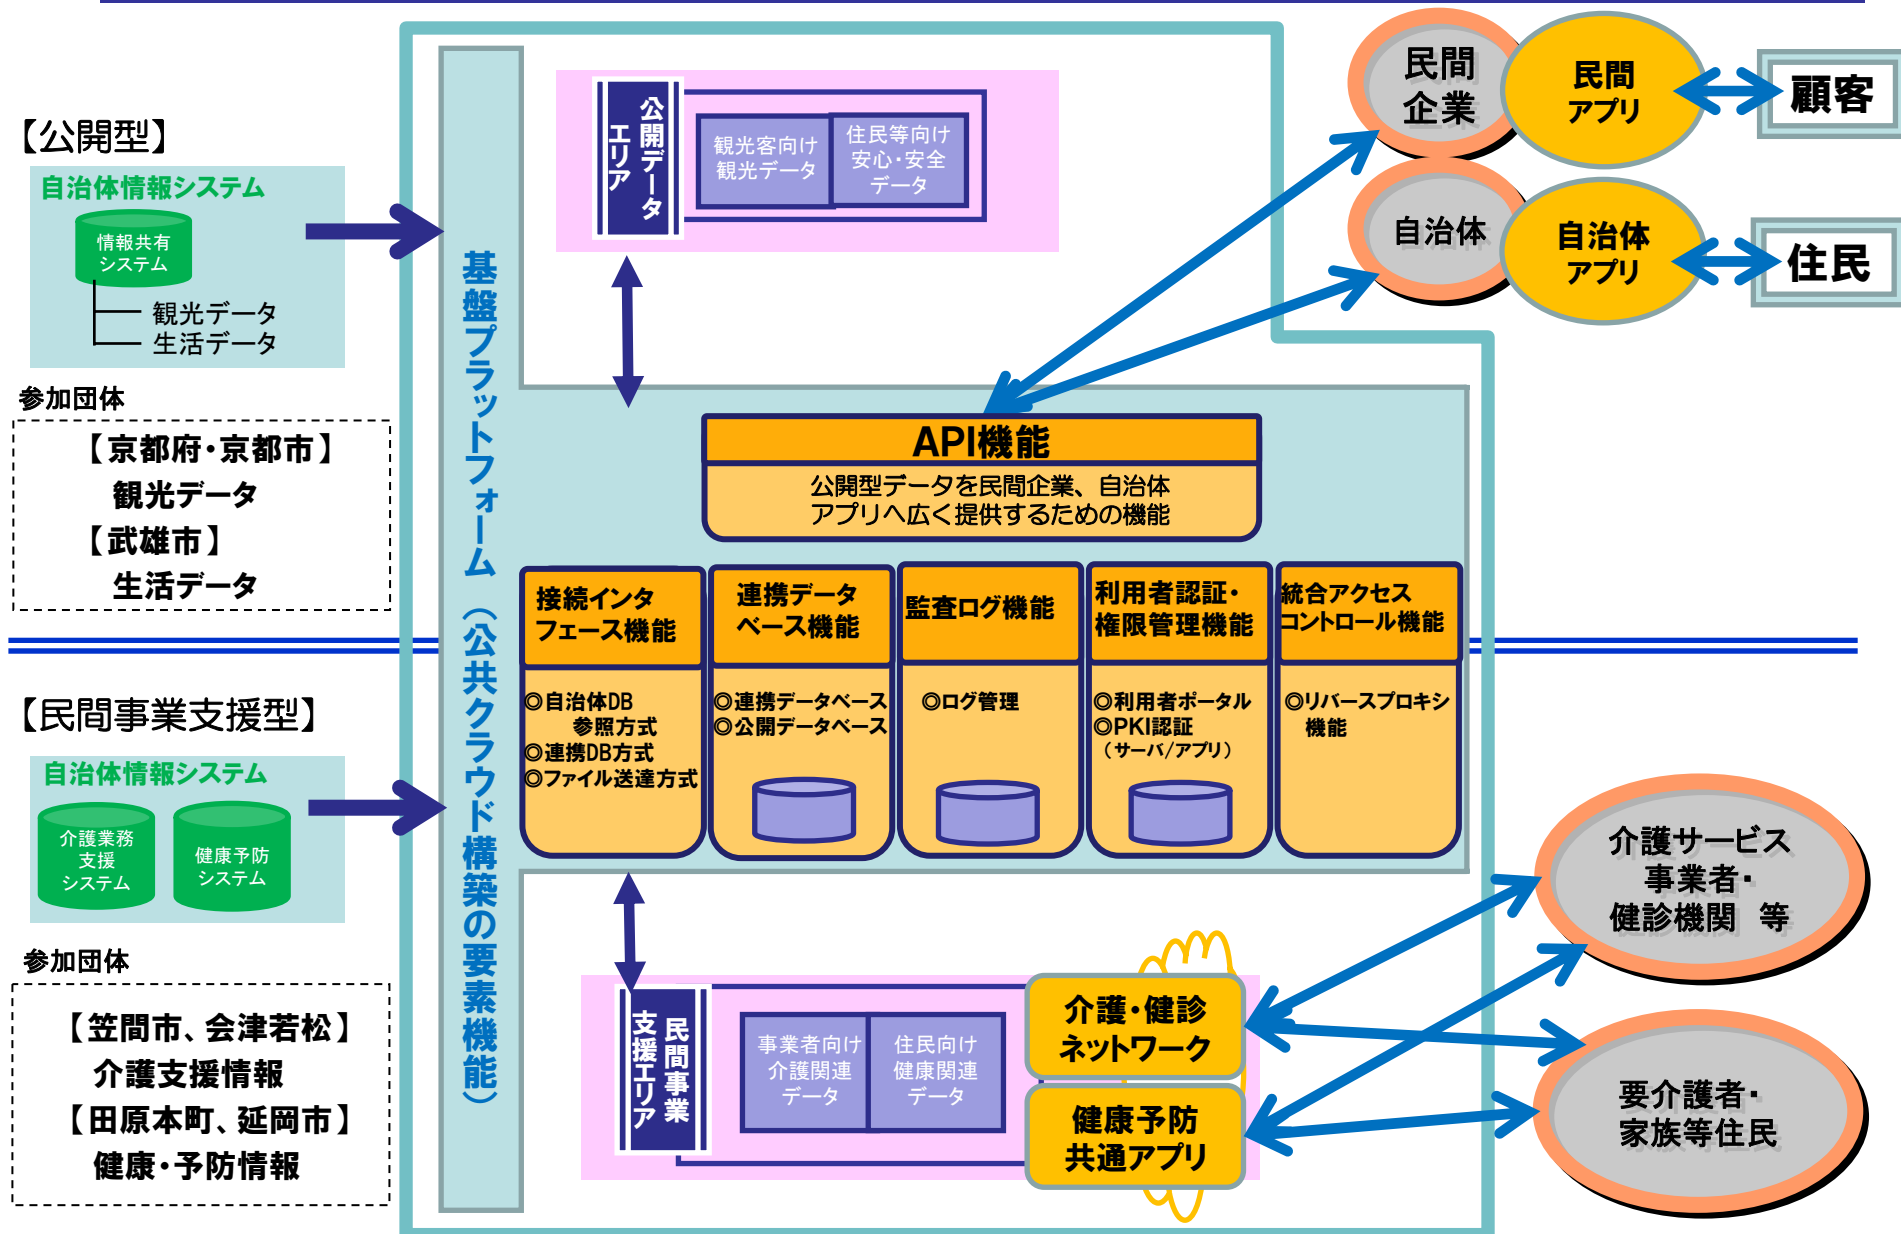 【公開型】
自治体情報システム
情報共有
システム
観光データ
生活データ
参加団体
【京都府・京都市】
観光データ
【武雄市】
生活データ
【民間事業支援型】
自治体情報システム
介護業務
支援
システム
健康予防
システム
参加団体
【笠間市、会津若松】
介護支援情報
【田原本町、延岡市】
健康・予防情報
基盤プラットフォーム（公共クラウド構築の要素機能）
公開データ
エリア
観光客向け
観光データ
住民等向け
安心・安全
データ
API機能
公開型データを民間企業、自治体
アプリへ広く提供するための機能
接続インタ
フェース機能
◎自治体DB
参照方式
◎連携DB方式
◎ファイル送達方式
連携データ
ベース機能
◎連携データベース
◎公開データベース
監査ログ機能
◎ログ管理
利用者認証・
権限管理機能
◎利用者ポータル
◎PKI認証
（サーバ/アプリ）
統合アクセス
コントロール機能
◎リバースプロキシ
機能
民間事業
支援エリア
事業者向け
介護関連
データ
住民向け
健康関連
データ
介護・健診
ネットワーク
健康予防
共通アプリ
民間
企業
民間
アプリ
顧客
自治体
自治体
アプリ
住民
介護サービス
事業者・
健診機関　等
要介護者・
家族等住民